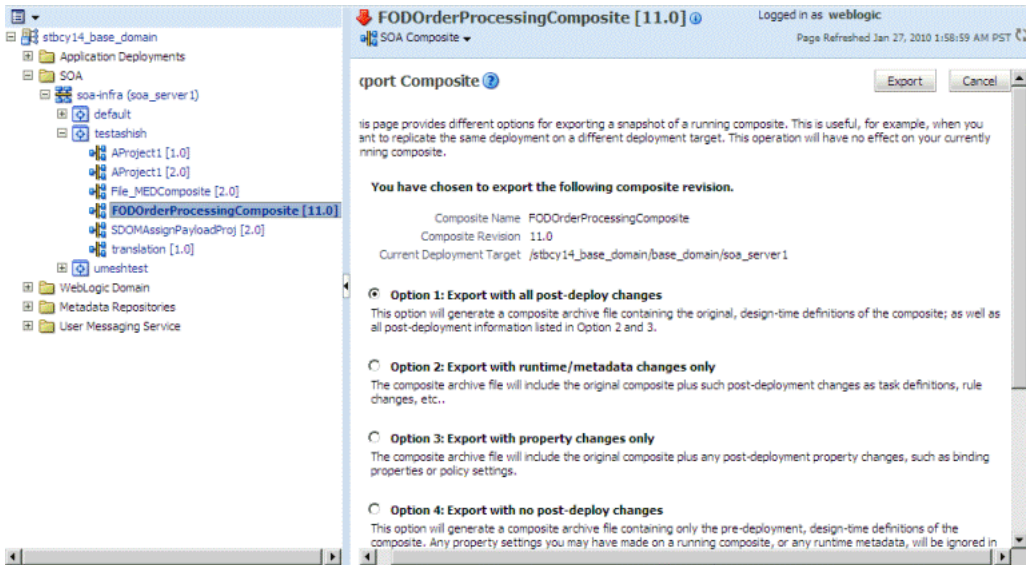 stbcy14_base_domain
Application Deployments
SOA
soa-infra (soa_server1)
default
testashish
AProject1 [1.0]
AProject1 [2.0]
File_MEDComposite [2.0]
FODOrderProcessingComposite [11.0]
SDOMAssignPayloadProj [2.0]
translation [1.0]
umeshtest
WebLogic Domain
Metadata Repositories
User Messaging Service
FODOrderProcessingComposite [11.0]
Logged in as weblogic
SOA Composite
Page Refreshed Jan 27, 2010 1:58:59 AM PST
xport Composite
Export Cancel
is page provides different options for exporting a snapshot of a running composite. This is useful, for example, when you
ant to replicate the same deployment on a different deployment target. This operation will have no effect on your currently
nning composite.
You have chosen to export the following composite revision.
Composite Name FODOrderProcessingComposite
Composite Revision 11.0
Current Deployment Target /stbcy14_base_domain/base_domain/soa_server1
Option 1: Export with all post-deploy changes
This option will generate a composite archive file containing the original, design-time definitions of the composite; as well as
all post-deployment information listed in Option 2 and 3.
Option 2: Export with runtime/metadata changes only
The composite archive file will include the original composite plus such post-deployment changes as task definitions, rule
changes, etc..
Option 3: Export with property changes only
The composite archive file will include the original composite plus any post-deployment property changes, such as binding
properties or policy settings.
Option 4: Export with no post-deploy changes
This option will generate a composite archive file containing only the pre-deployment, design-time definitions of the
composite. Any property settings you may have made on a running composite, or any runtime metadata, will be ignored in